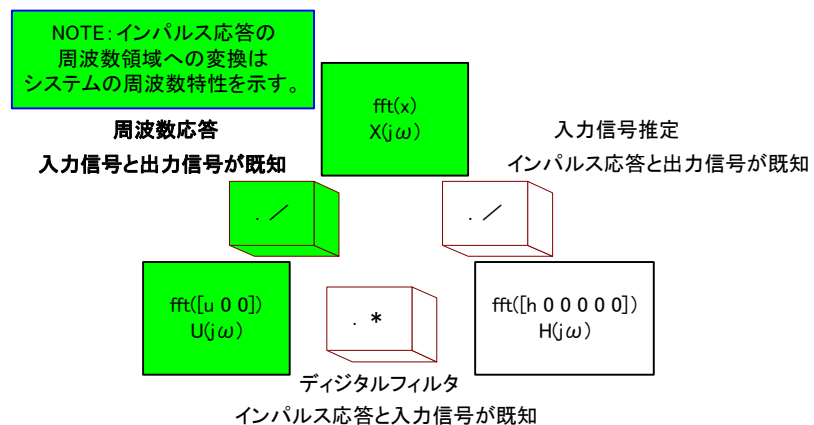 NOTE:インパルス応答の
周波数領域への変換は
システムの周波数特性を示す。
fft(x)
X(jω)
周波数応答
入力信号と出力信号が既知
入力信号推定
インパルス応答と出力信号が既知
. ／
. ／
fft([u 0 0])
U(jω)
. *
fft([h 0 0 0 0 0])
H(jω)
ディジタルフィルタ
インパルス応答と入力信号が既知